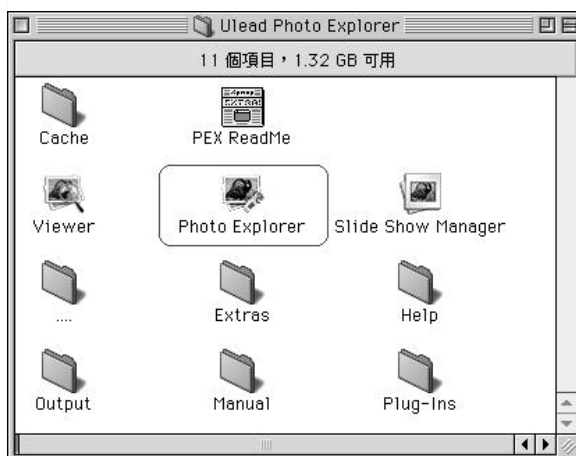 Ulead Photo Explorer
11 個項目，1.32 GB 可用
Cache
PEX ReadMe
Viewer
Photo Explorer
Slide Show Manager
....
Extras
Help
Output
Manual
Plug-Ins